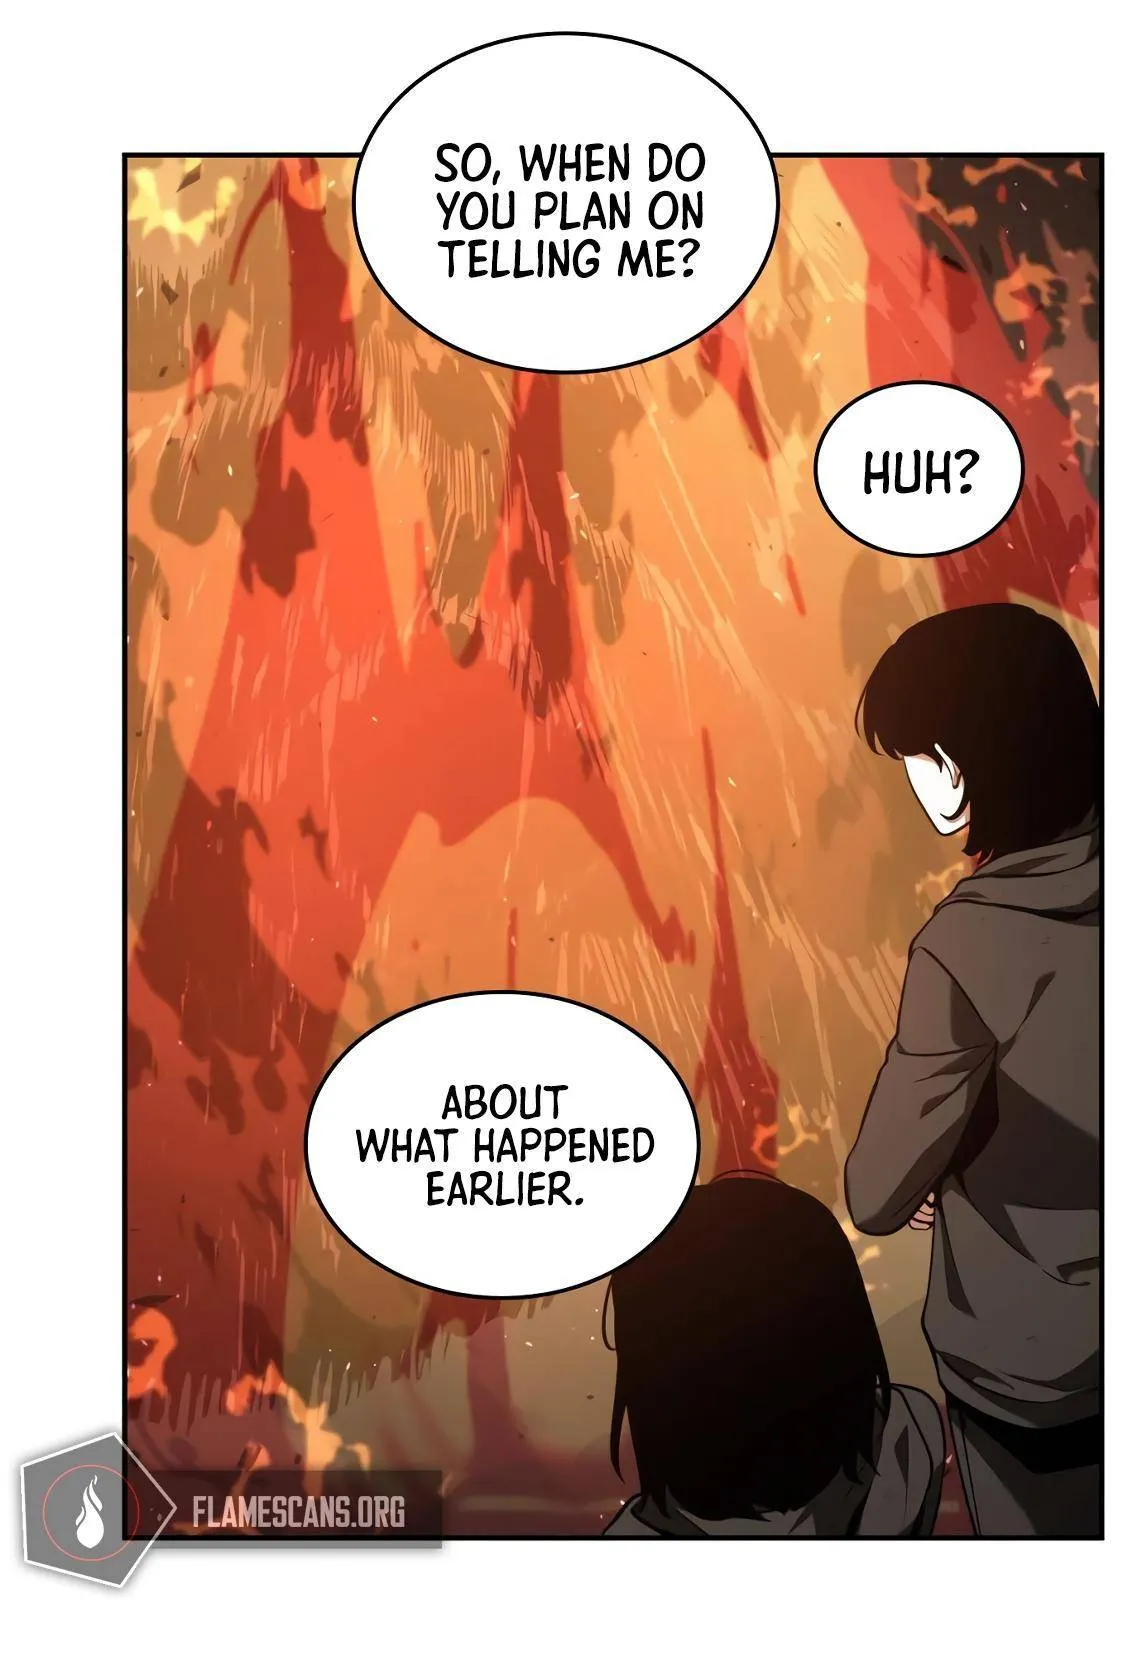 SO, WHEN DO
YOU PLAN ON
TELLING ME?
HUH?
ABOUT
WHAT HAPPENED
EARLIER.
FLAMESCANS.ORG